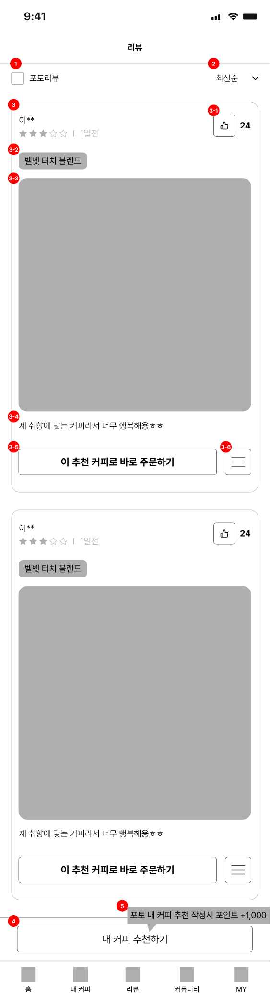 9:41
리뷰
1
2
포토리뷰
최신순
3
3-1
이**
24
1일전
3-2
벨벳 터치 블렌드
3-3
3-4
제 취향에 맞는 커피라서 너무 행복해용ㅎㅎ
3-5
3-6
이 추천 커피로 바로 주문하기
이**
24
1일전
벨벳 터치 블렌드
제 취향에 맞는 커피라서 너무 행복해용ㅎㅎ
이 추천 커피로 바로 주문하기
5
포토 내 커피 추천 작성시 포인트 +1,000
4
내 커피 추천하기
홈
내 커피
리뷰
커뮤니티
MY